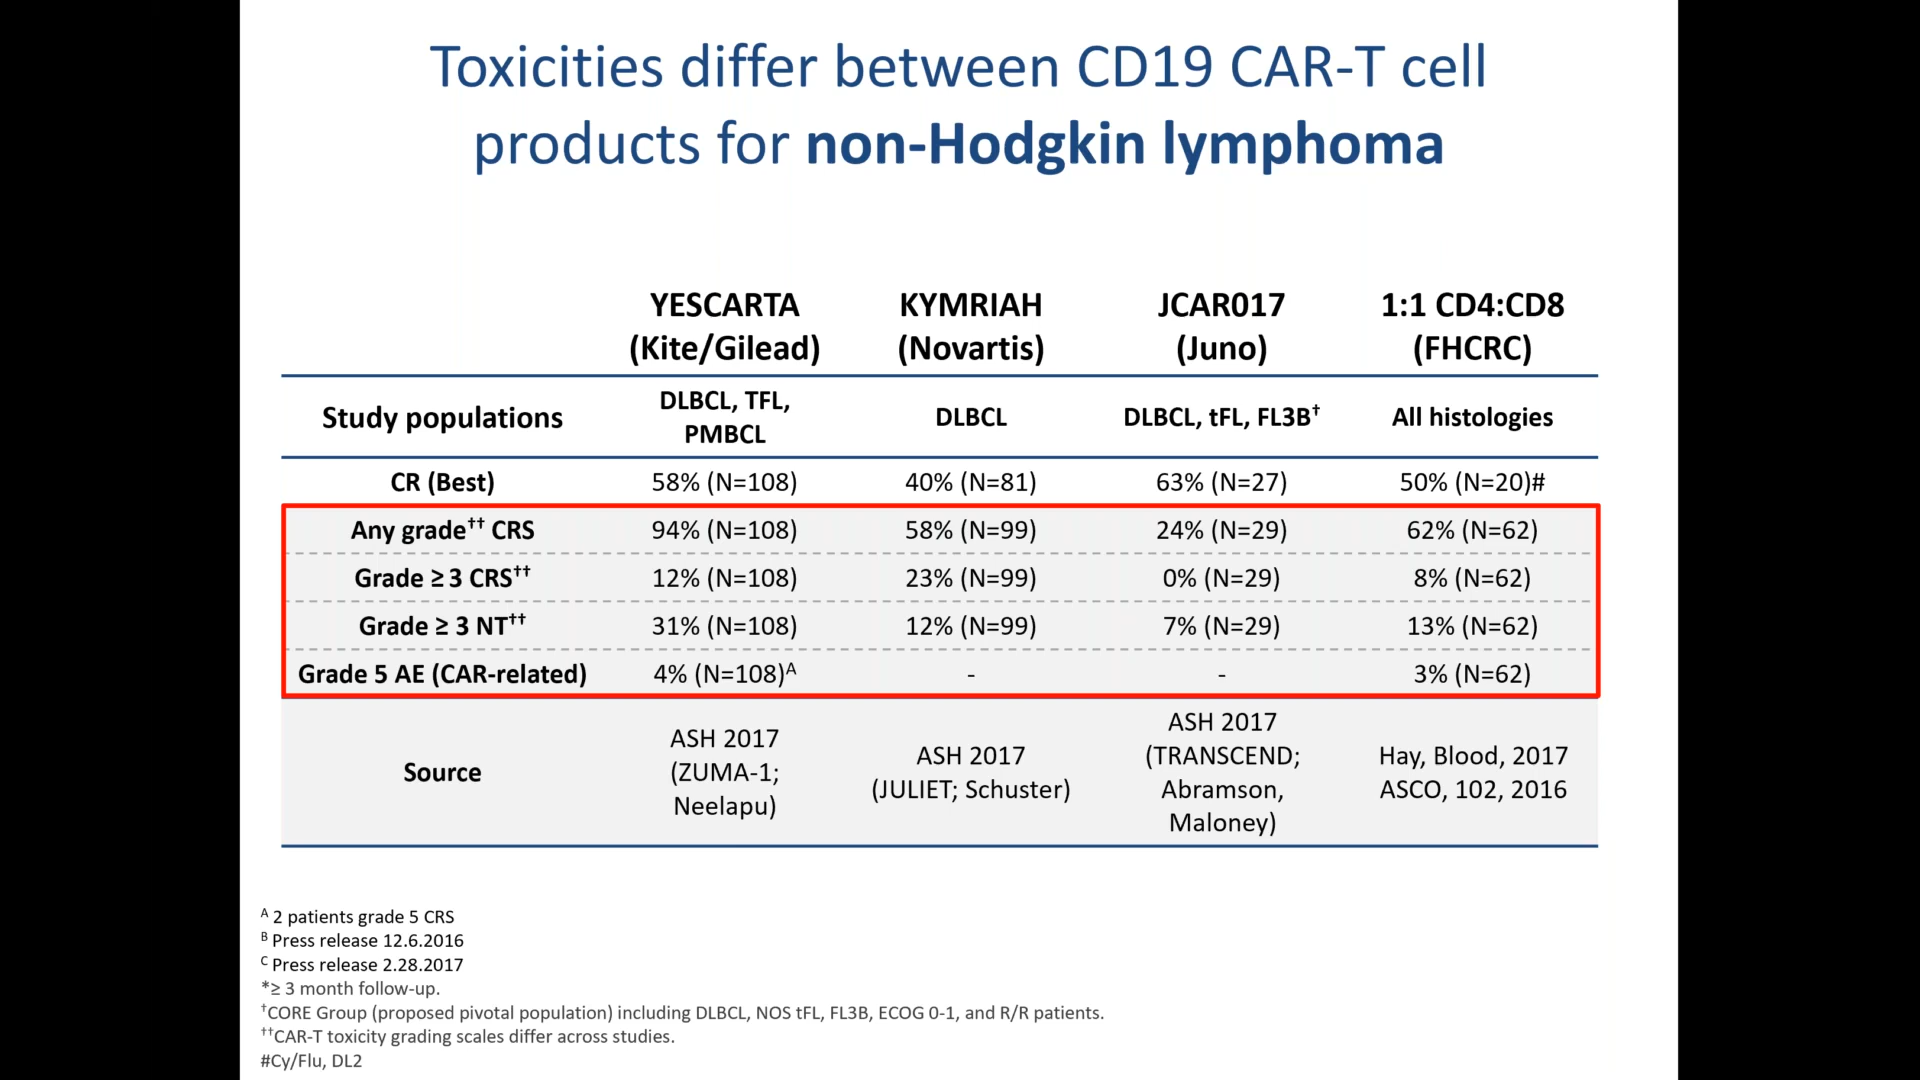 Toxicities differ between CD19 CAR-T cell
products for non-Hodgkin lymphoma
YESCARTA KYMRIAH JCAR017 1:1 CD4:CD8
(Kite/Gilead) (Novartis) (Juno) (FHCRC)
Study populations DLBCL, TFL, PMBCL DLBCL DLBCL, tFL, FL3B† All histologies
CR (Best) 58% (N=108) 40% (N=81) 63% (N=27) 50% (N=20)#
Any grade†† CRS 94% (N=108) 58% (N=99) 24% (N=29) 62% (N=62)
Grade ≥ 3 CRS†† 12% (N=108) 23% (N=99) 0% (N=29) 8% (N=62)
Grade ≥ 3 NT†† 31% (N=108) 12% (N=99) 7% (N=29) 13% (N=62)
Grade 5 AE (CAR-related) 4% (N=108)A - - 3% (N=62)
Source
ASH 2017
(ZUMA-1;
Neelapu)
ASH 2017
(JULIET; Schuster)
ASH 2017
(TRANSCEND;
Abramson,
Maloney)
Hay, Blood, 2017
ASCO, 102, 2016
A 2 patients grade 5 CRS
B Press release 12.6.2016
C Press release 2.28.2017
*≥ 3 month follow-up.
†CORE Group (proposed pivotal population) including DLBCL, NOS tFL, FL3B, ECOG 0-1, and R/R patients.
††CAR-T toxicity grading scales differ across studies.
#Cy/Flu, DL2